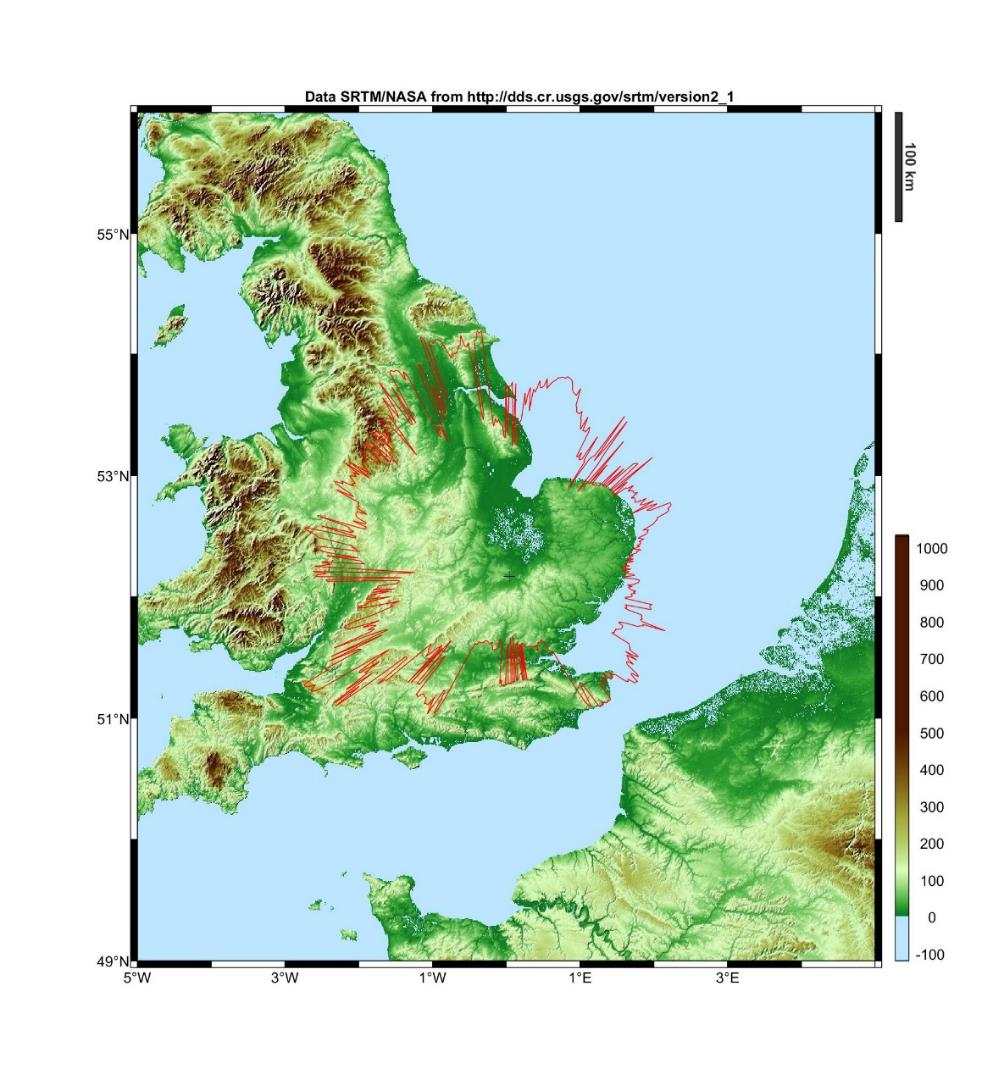 Data SRTM/NASA from http://dds.cr.usgs.gov/srtm/version2_1
100 km
55°N
53°N
51°N
49°N
5°W
3°W
1°W
1°E
3°E
1000
900
800
700
600
500
400
300
200
100
0
-100